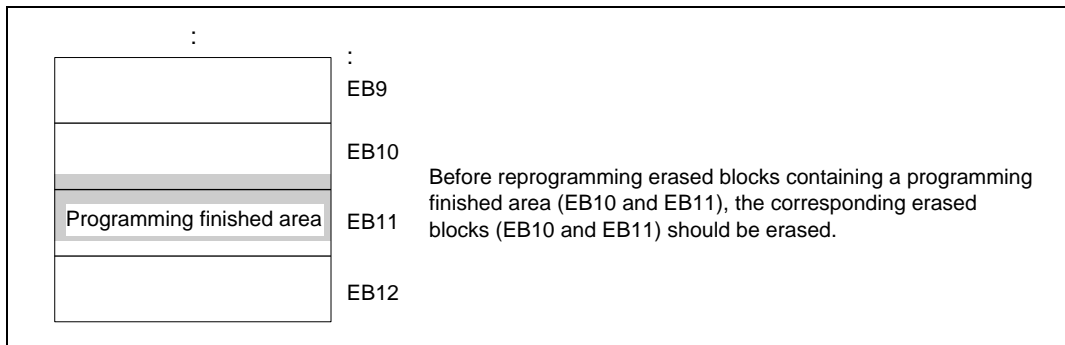 :
:
EB9
EB10
Before reprogramming erased blocks containing a programming
finished area (EB10 and EB11), the corresponding erased
blocks (EB10 and EB11) should be erased.
Programming finished area
EB11
EB12